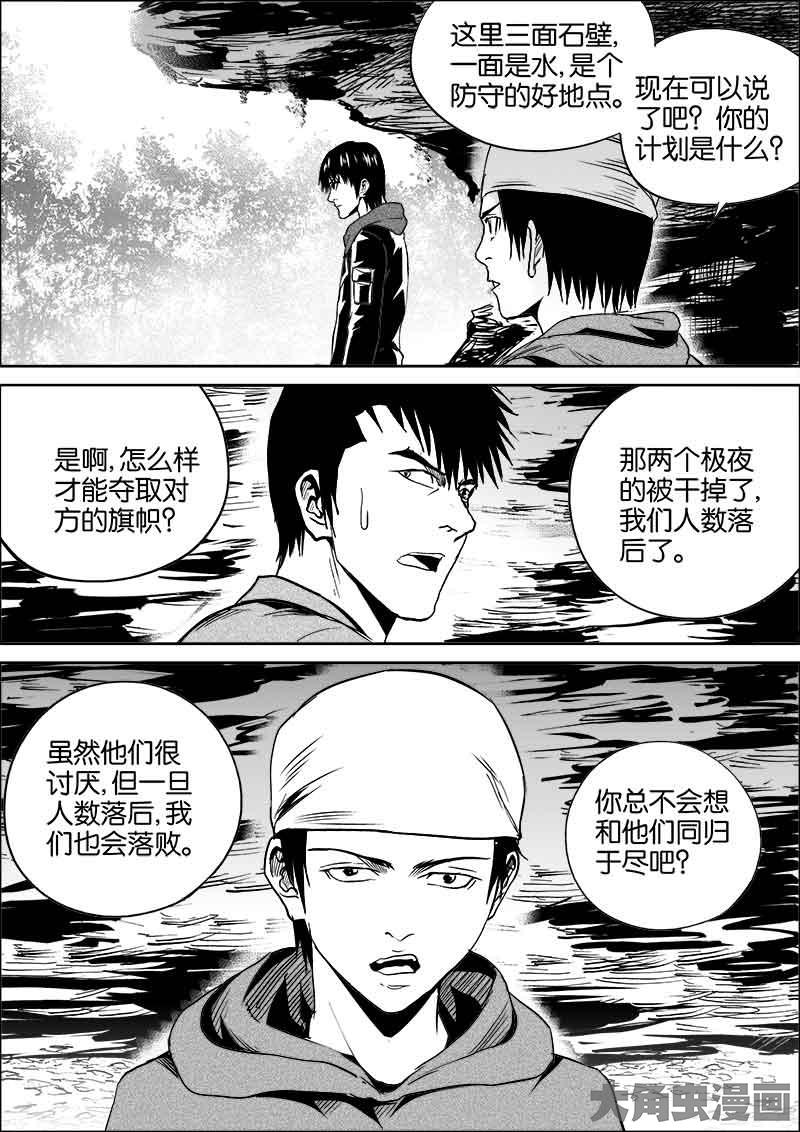 这里三面石壁,
一面是水,是个
防守的好地点。
现在可以说
了吧？你的
计划是什么？
是啊,怎么样
才能夺取对
方的旗帜？
那两个极夜
的被干掉了,
我们人数落
后了。
虽然他们很
讨厌,但一旦
人数落后,我
们也会落败。
你总不会想
和他们同归
于尽吧？
大角虫漫画